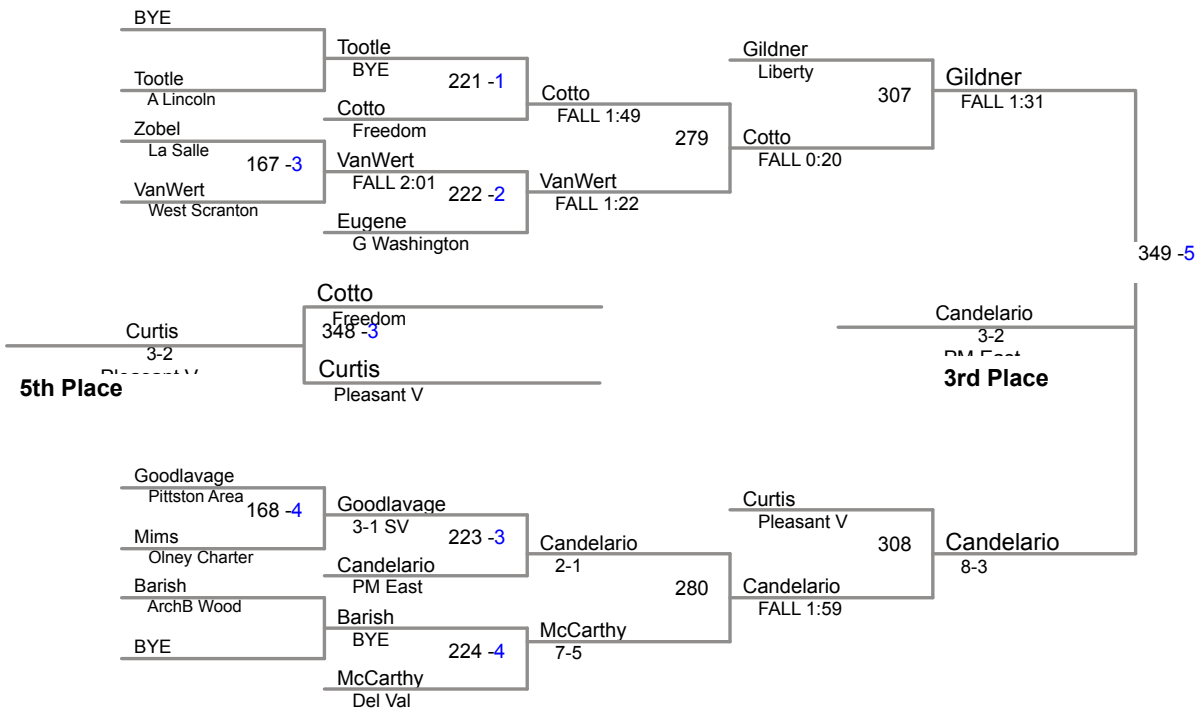 BYE
Tootle
A Lincoln
Zobel
La Salle
167 -3
VanWert
West Scranton
Tootle
BYE
221 -1
Cotto
Freedom
VanWert
FALL 2:01
222 -2
Eugene
G Washington
Cotto
FALL 1:49
279
VanWert
FALL 1:22
Gildner
Liberty
307
Cotto
FALL 0:20
Gildner
FALL 1:31
349 -5
Cotto
Freedom
348 -3
Curtis
Pleasant V
Curtis
3-2
Pleasant V
5th Place
Candelario
3-2
PM East
3rd Place
Goodlavage
Pittston Area
168 -4
Mims
Olney Charter
Barish
ArchB Wood
BYE
Goodlavage
3-1 SV
223 -3
Candelario
PM East
Barish
BYE
224 -4
McCarthy
Del Val
Candelario
2-1
280
McCarthy
7-5
Curtis
Pleasant V
308
Candelario
FALL 1:59
Candelario
8-3